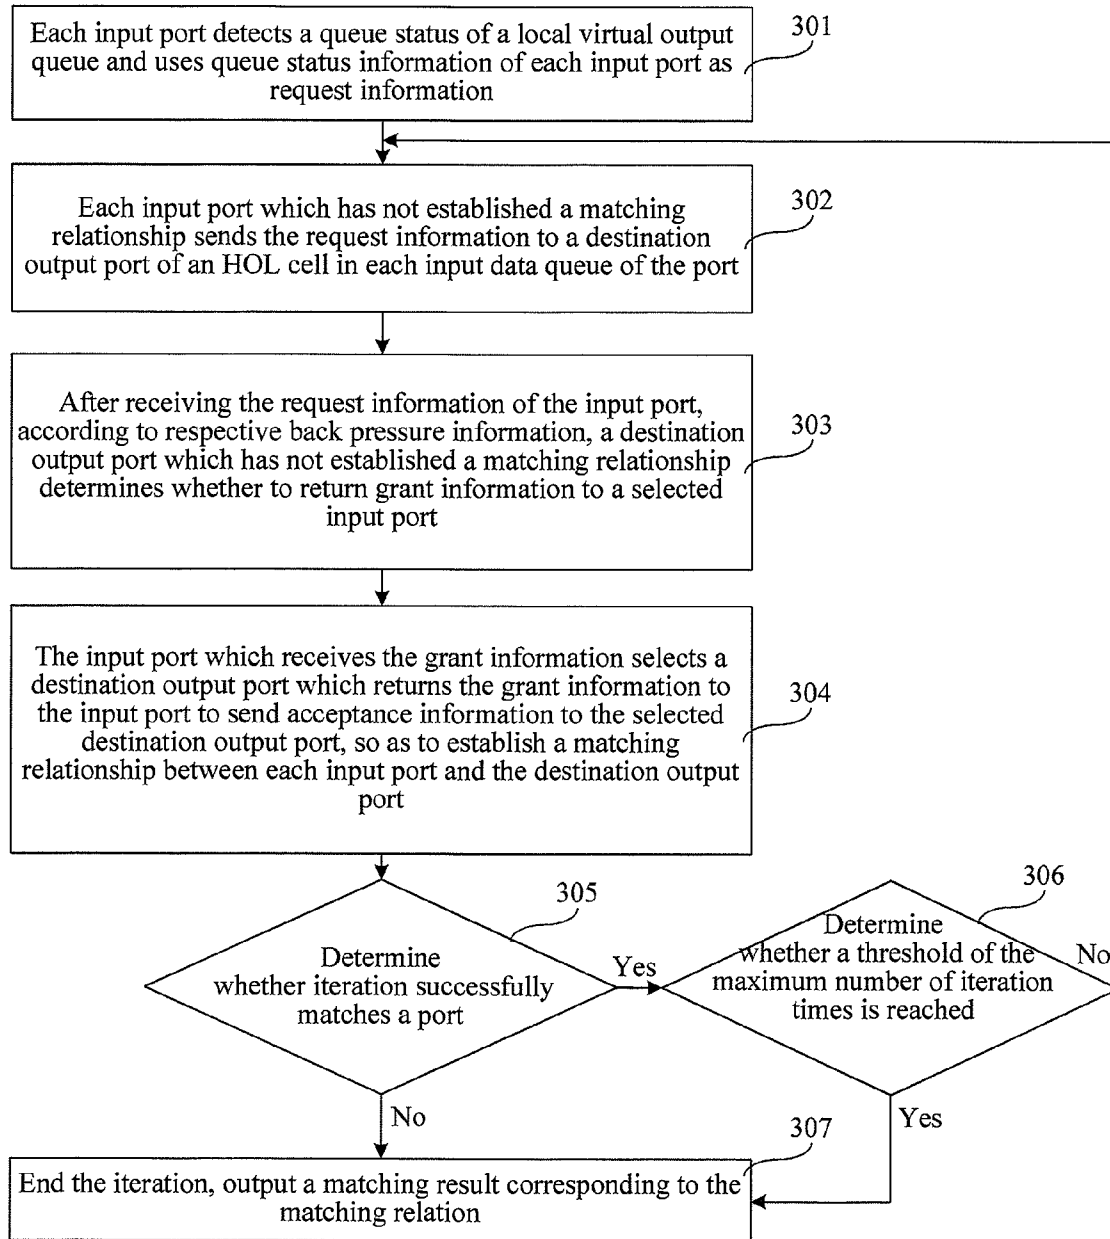 Each input port detects a queue status of a local virtual output
queue and uses queue status information of each input port as
request information
301
Each input port which has not established a matching
relationship sends the request information to a destination
output port of an HOL cell in each input data queue of the port
302
After receiving the request information of the input port,
according to respective back pressure information, a destination
output port which has not established a matching relationship
determines whether to return grant information to a selected
input port
303
The input port which receives the grant information selects a
destination output port which returns the grant information to
the input port to send acceptance information to the selected
destination output port, so as to establish a matching
relationship between each input port and the destination output
port
304
305
Determine
whether iteration successfully
matches a port
Yes
306
Determine
whether a threshold of the
maximum number of iteration
times is reached
No
No
Yes
307
End the iteration, output a matching result corresponding to the
matching relation